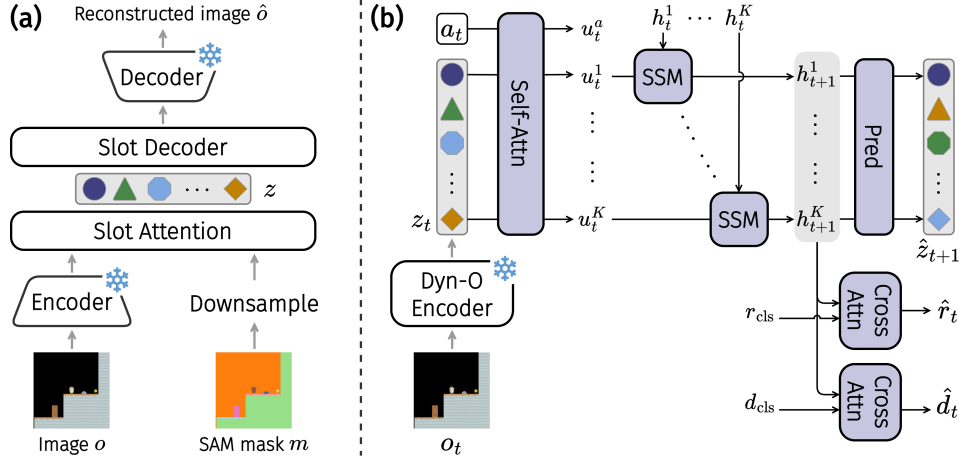 (a)
Reconstructed image ô
Decoder
Slot Decoder
⋯ z
Slot Attention
Encoder
Downsample
Image o
SAM mask m
(b)
a_t
Self-Attn
u_t^a
h_t^1 ⋯ h_t^K
u_t^1
SSM
h_{t+1}^1
Pred
⋮ ⋮ ⋱ ⋮ ⋮
⋮ ⋮
z_t
u_t^K
SSM
h_{t+1}^K
ẑ_{t+1}
Dyn-O
Encoder
o_t
r_cls
Cross
Attn
r̂_t
d_cls
Cross
Attn
d̂_t